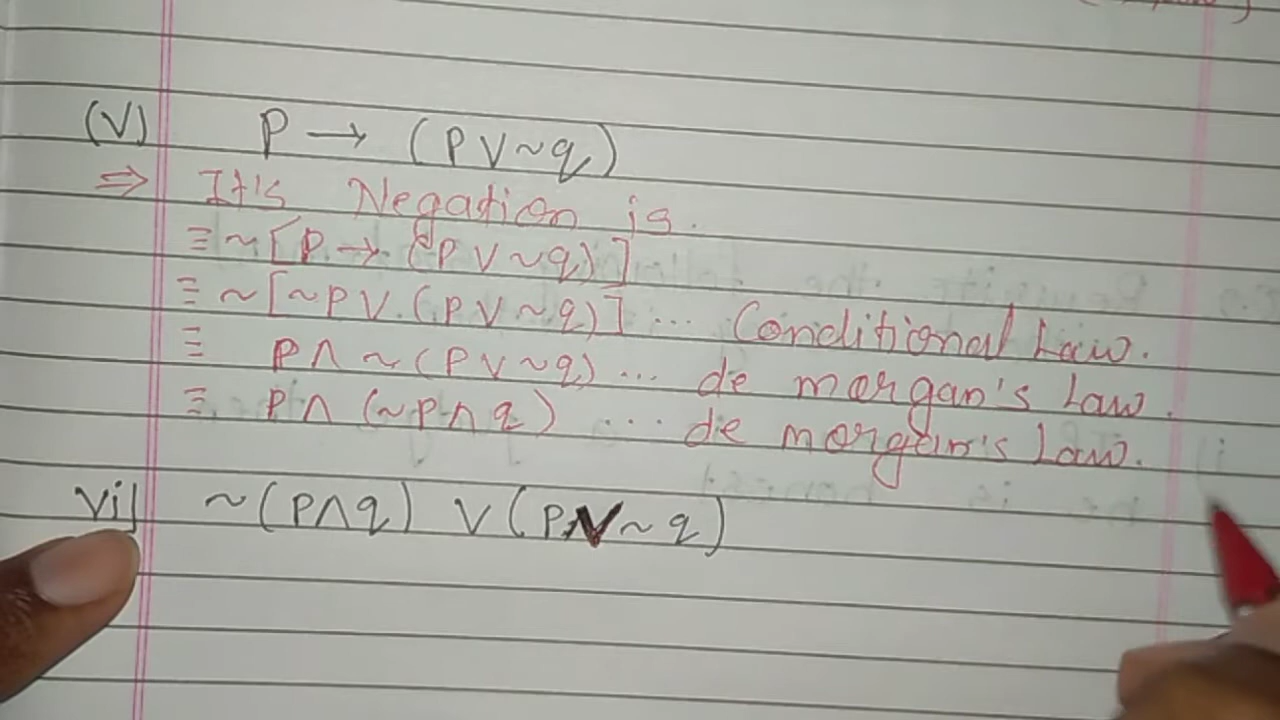 (V) P → (P ∨ ~q)
⇒ It's Negation is.
≡ ~[P → (P ∨ ~q)]
≡ ~[~P ∨ (P ∨ ~q)] ... Conditional Law.
≡ P ∧ ~(P ∨ ~q) ... de morgan's Law.
≡ P ∧ (~P ∧ q) ... de morgan's Law.
vi) ~(P ∧ q) ∨ (P ∨ ~q)